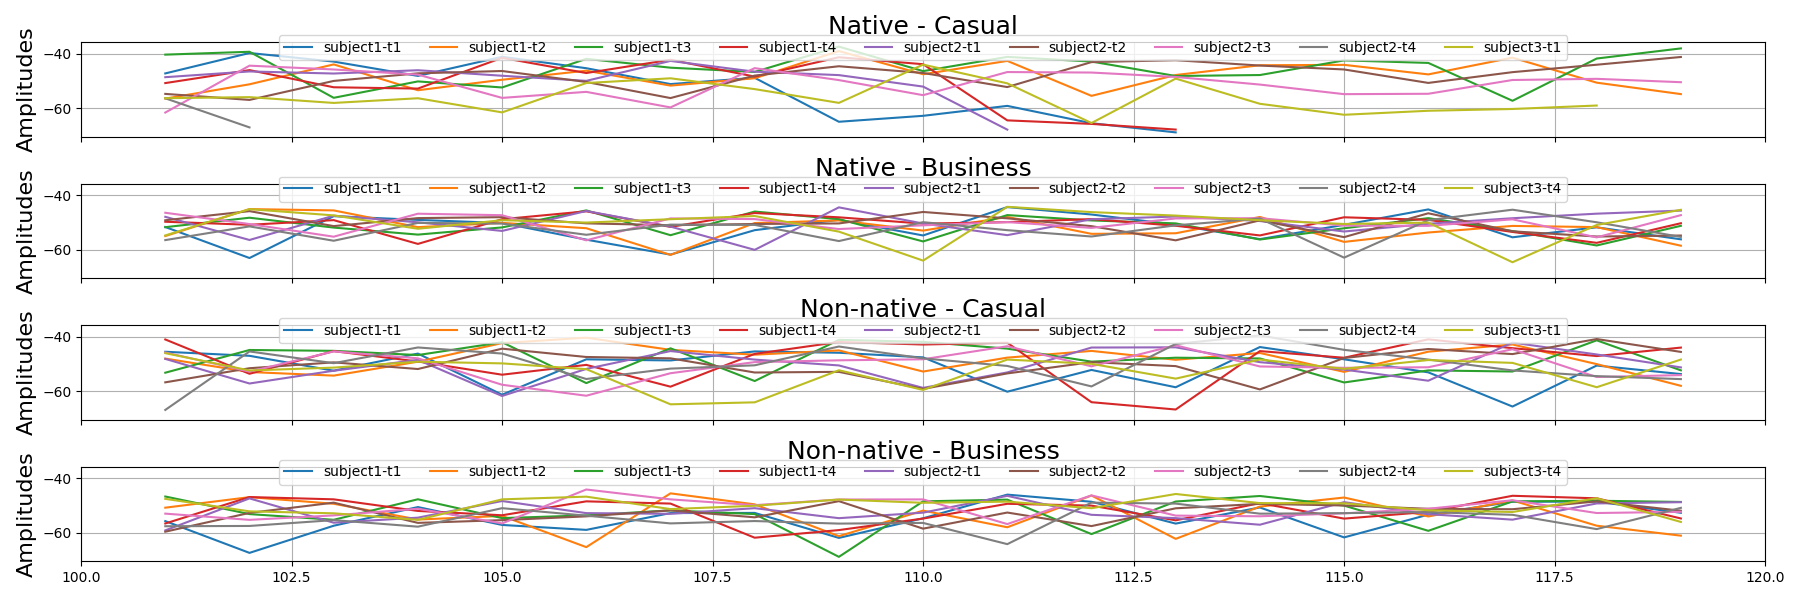 Native - Casual
subject1-t1 subject1-t2 subject1-t3 subject1-t4 subject2-t1 subject2-t2 subject2-t3 subject2-t4 subject3-t1
Amplitudes
−40
−60
Native - Business
subject1-t1 subject1-t2 subject1-t3 subject1-t4 subject2-t1 subject2-t2 subject2-t3 subject2-t4 subject3-t4
Amplitudes
−40
−60
Non-native - Casual
subject1-t1 subject1-t2 subject1-t3 subject1-t4 subject2-t1 subject2-t2 subject2-t3 subject2-t4 subject3-t1
Amplitudes
−40
−60
Non-native - Business
subject1-t1 subject1-t2 subject1-t3 subject1-t4 subject2-t1 subject2-t2 subject2-t3 subject2-t4 subject3-t4
Amplitudes
−40
−60
100.0 102.5 105.0 107.5 110.0 112.5 115.0 117.5 120.0